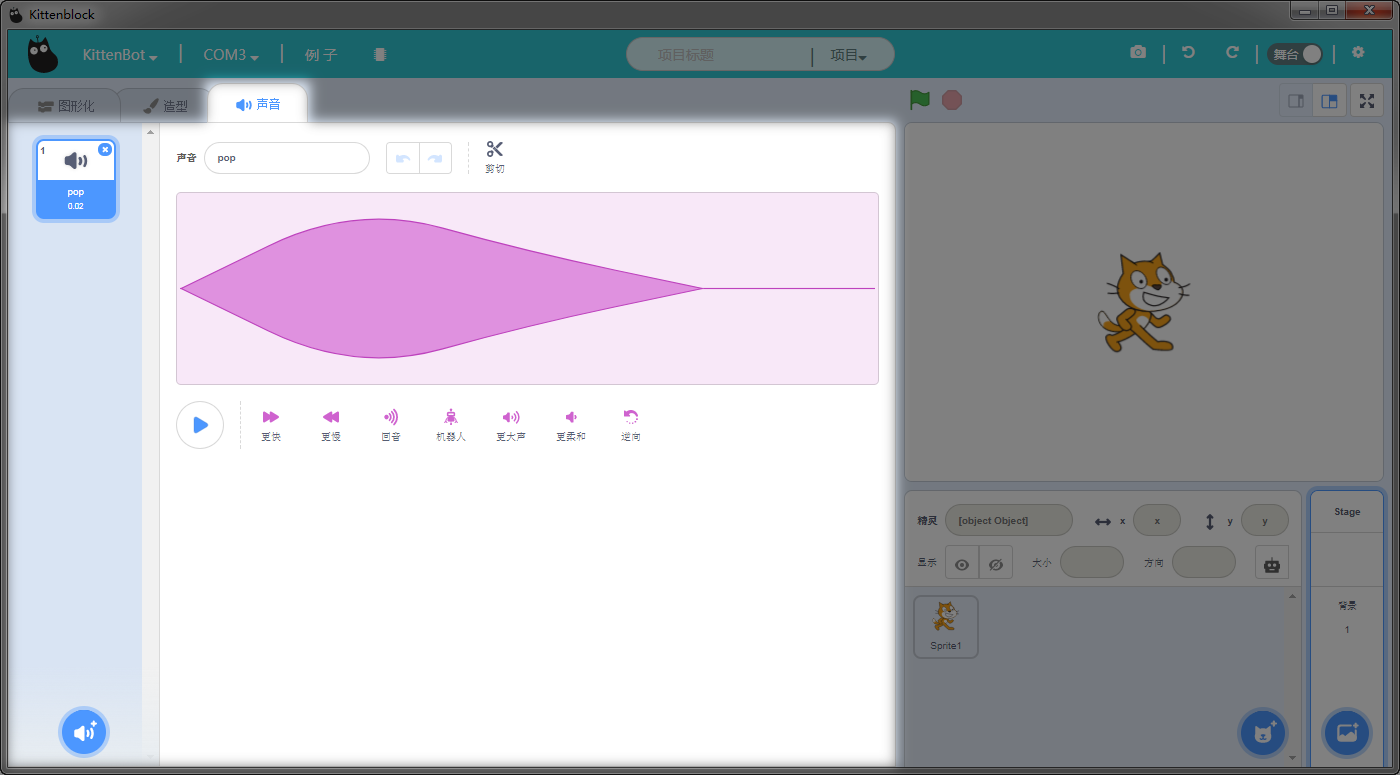 Kittenblock
KittenBot
COM3
例子
项目标题
项目
舞台
图形化
造型
声音
1
pop
0.02
声音
pop
剪切
更快
更慢
回音
机器人
更大声
更柔和
逆向
精灵
[object Object]
x
x
y
y
显示
大小
方向
Sprite1
Stage
背景
1